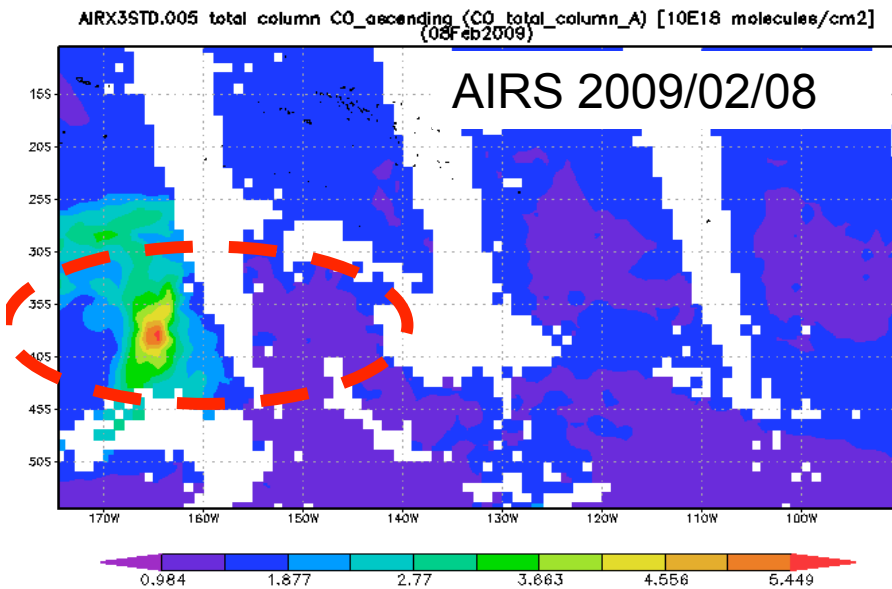 AIRX3STD.005 total column CO_ascending (CO_total_column_A) [10E18 molecules/cm2]
(08Feb2009)
AIRS 2009/02/08
15S
20S
25S
30S
35S
40S
45S
50S
170W 160W 150W 140W 130W 120W 110W 100W
0.984 1.877 2.77 3.663 4.556 5.449